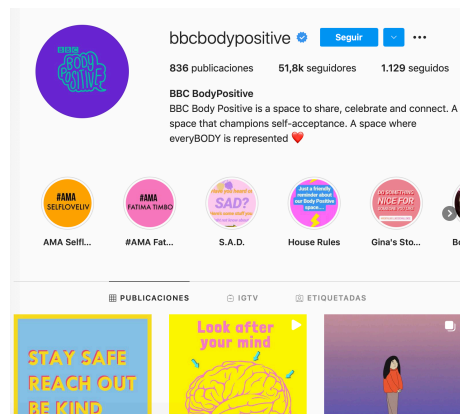 bbcbodypositive
Seguir
836 publicaciones 51,8k seguidores 1.129 seguidos
BBC BodyPositive
BBC Body Positive is a space to share, celebrate and connect. A
space that champions self-acceptance. A space where
everyBODY is represented ❤️
BBC
BODY
POSITIVE
#AMA
SELFLOVELIV
#AMA
FATIMA TIMBO
SAD?
Just a friendly
reminder about
our Body Positive
space....
DO SOMETHING
NICE FOR
AMA Selfl...
#AMA Fat...
S.A.D.
House Rules
Gina's Sto...
PUBLICACIONES
IGTV
ETIQUETADAS
STAY SAFE
REACH OUT
BE KIND
Look after
your mind